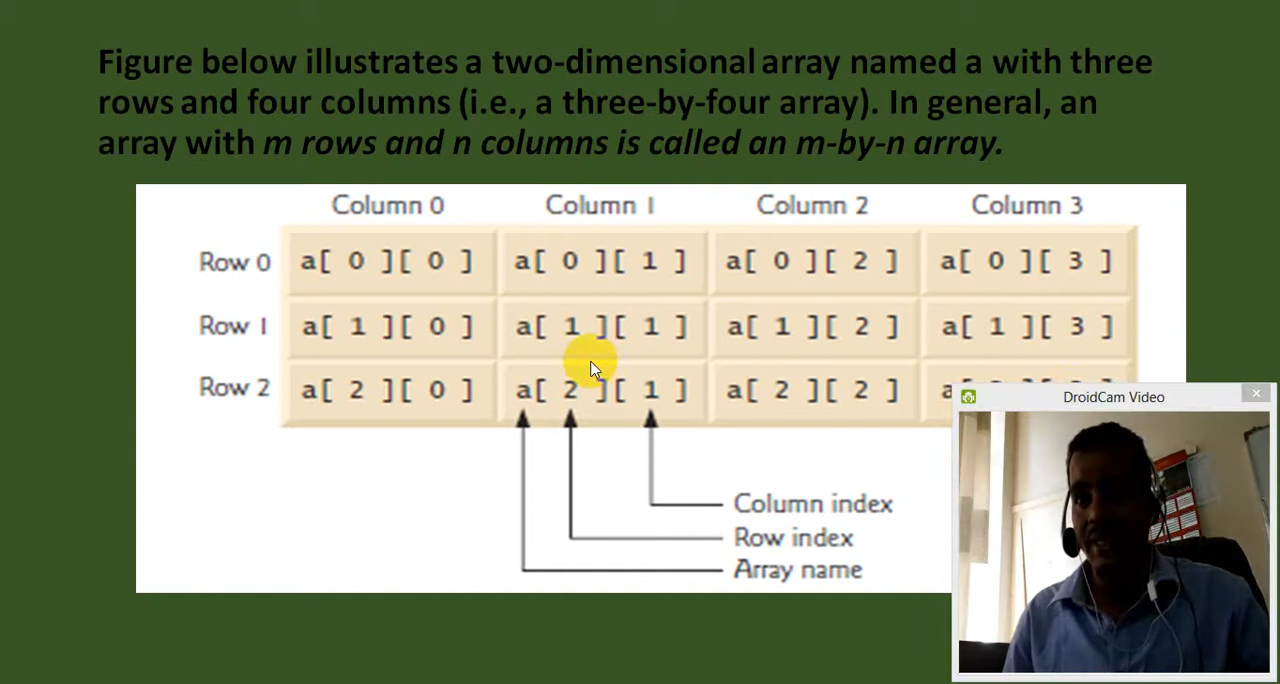 Figure below illustrates a two-dimensional array named a with three
rows and four columns (i.e., a three-by-four array). In general, an
array with m rows and n columns is called an m-by-n array.
Column 0 Column 1 Column 2 Column 3
Row 0 a[ 0 ][ 0 ] a[ 0 ][ 1 ] a[ 0 ][ 2 ] a[ 0 ][ 3 ]
Row 1 a[ 1 ][ 0 ] a[ 1 ][ 1 ] a[ 1 ][ 2 ] a[ 1 ][ 3 ]
Row 2 a[ 2 ][ 0 ] a[ 2 ][ 1 ] a[ 2 ][ 2 ]
Column index
Row index
Array name
DroidCam Video